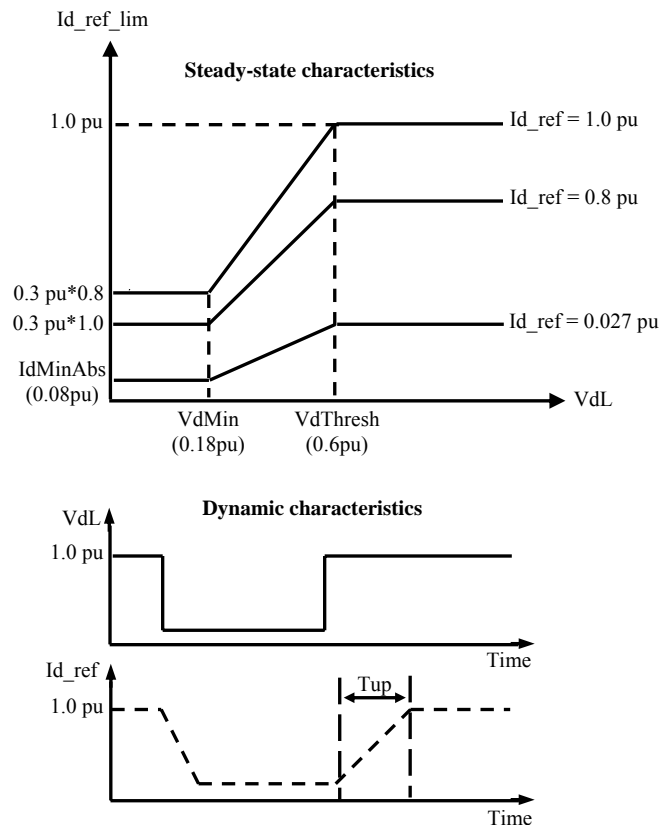 Id_ref_lim
Steady-state characteristics
1.0 pu
Id_ref = 1.0 pu
Id_ref = 0.8 pu
0.3 pu*0.8
0.3 pu*1.0
Id_ref = 0.027 pu
IdMinAbs
(0.08pu)
VdL
VdMin
(0.18pu)
VdThresh
(0.6pu)
Dynamic characteristics
VdL
1.0 pu
Time
Id_ref
Tup
1.0 pu
Time